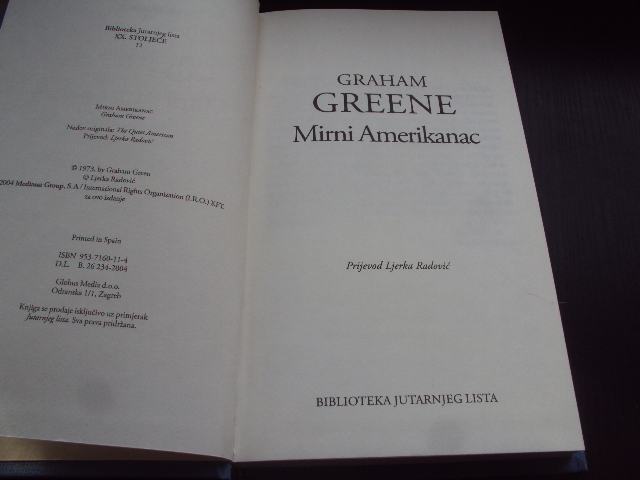 Biblioteka Jutarnjeg lista
XX. STOLJEĆE
12
MIRNI AMERIKANAC
Graham Greene
Naslov originala: The Quiet American
Prijevod: Ljerka Radović
© 1973. by Graham Green
© Ljerka Radović
2004 Mediasat Group, S.A / International Rights Organization (I.R.O.) XPT.
za ovo izdanje
Printed in Spain
ISBN 953-7160-11-4
D.L. B. 26 234-2004
Globus Media d.o.o.
Odranska 1/1, Zagreb
Knjiga se prodaje isključivo uz primjerak
Jutarnjeg lista. Sva prava pridržana.
GRAHAM
GREENE
Mirni Amerikanac
Prijevod Ljerka Radović
BIBLIOTEKA JUTARNJEG LISTA